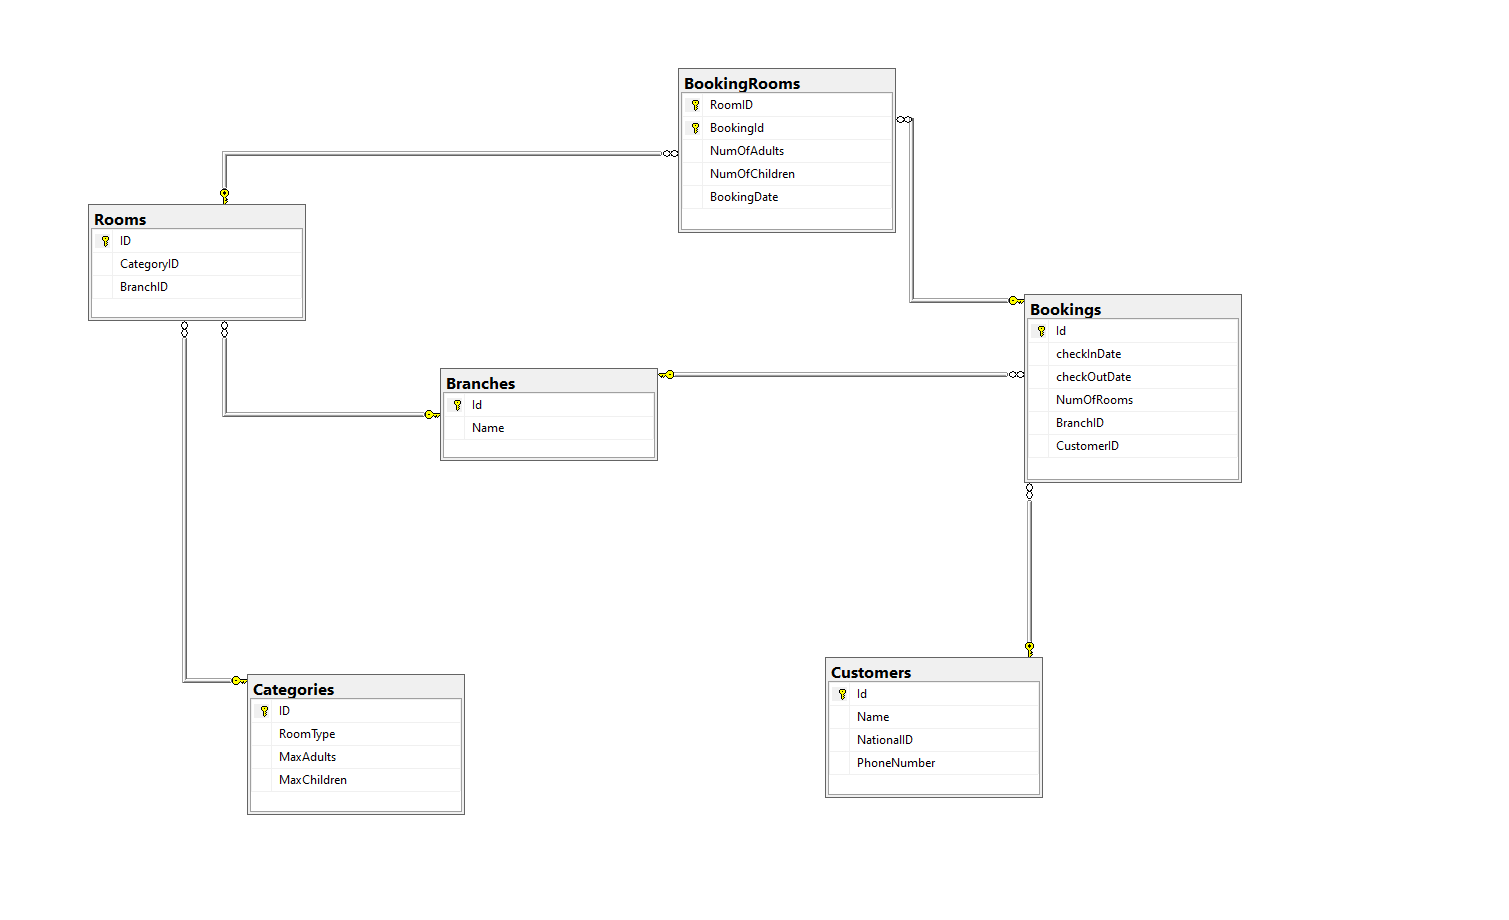 BookingRooms
RoomID
BookingId
NumOfAdults
NumOfChildren
BookingDate
Rooms
ID
CategoryID
BranchID
Bookings
Id
checkInDate
checkOutDate
NumOfRooms
BranchID
CustomerID
Branches
Id
Name
Customers
Id
Name
NationalID
PhoneNumber
Categories
ID
RoomType
MaxAdults
MaxChildren